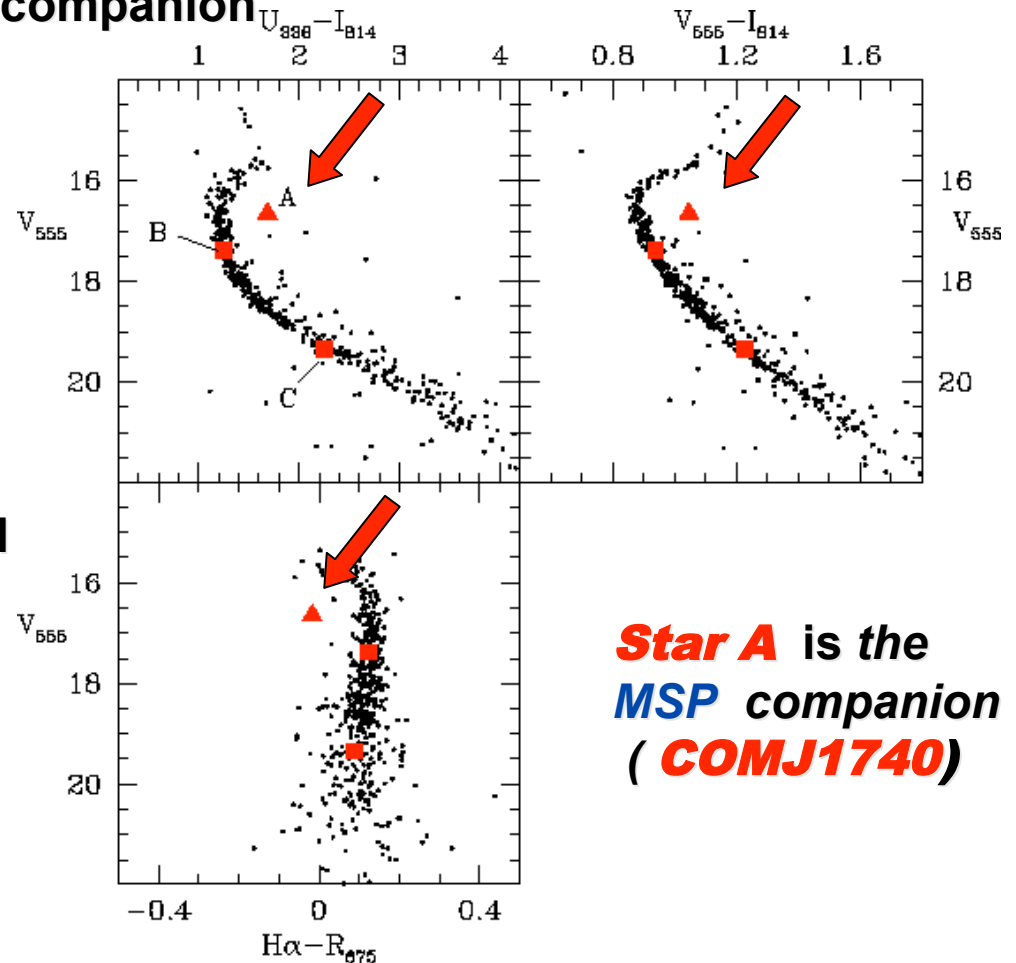 companion
U₃₃₆−I₈₁₄
V₅₅₅−I₈₁₄
1 2 3 4
0.8 1.2 1.6
16
18
20
V₅₅₅
A
B
C
16
V₅₅₅
18
20
16
V₅₅₅
18
20
−0.4 0 0.4
Hα−R₆₇₅
Star A is the
MSP companion
( COMJ1740)